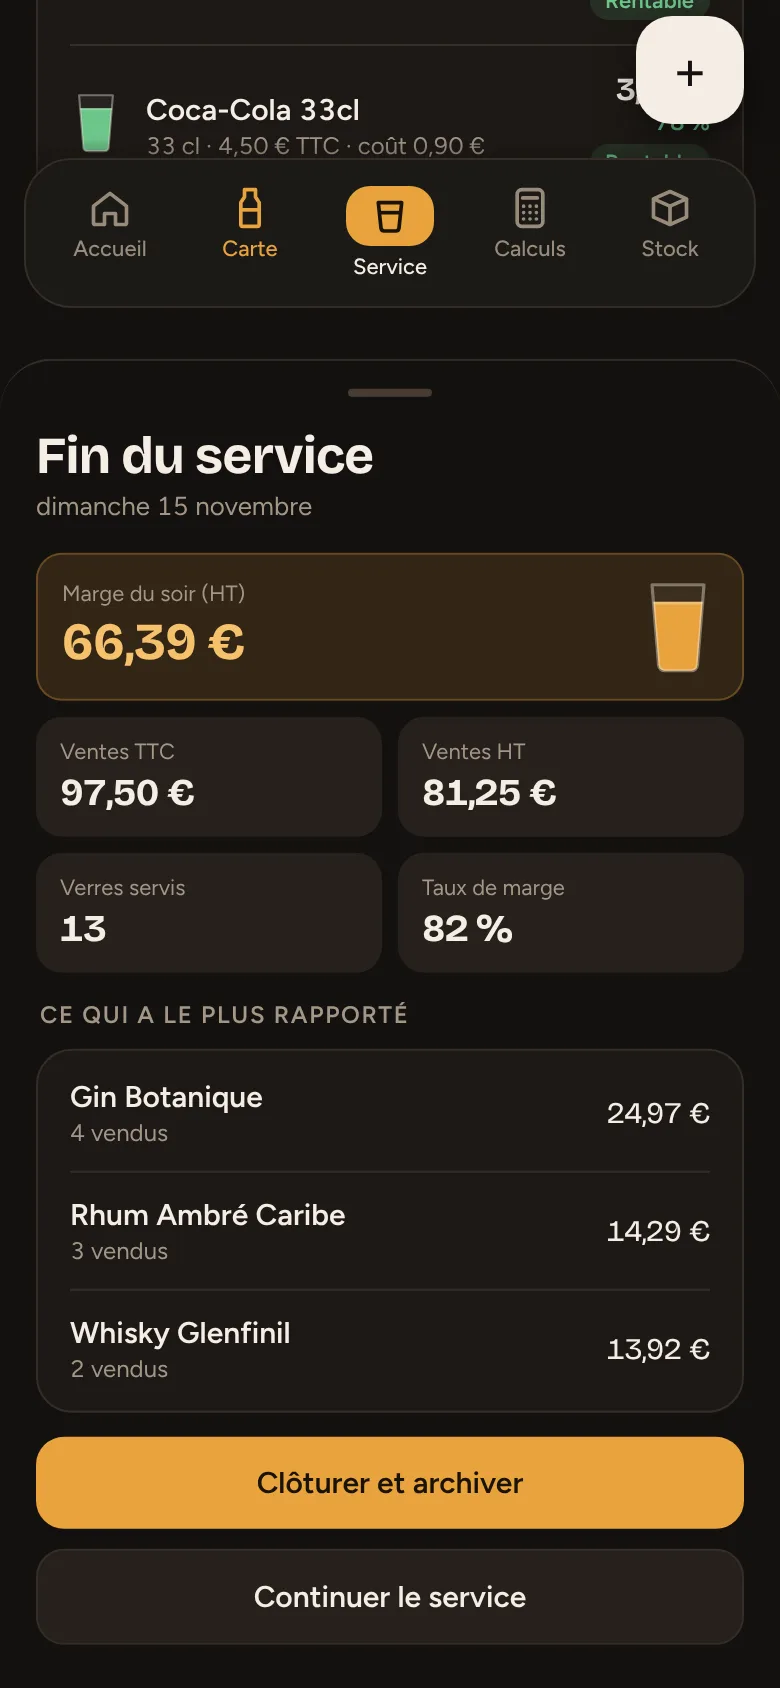 Rentable
+
Coca-Cola 33cl
33 cl · 4,50 € TTC · coût 0,90 €
Accueil
Carte
Service
Calculs
Stock
Fin du service
dimanche 15 novembre
Marge du soir (HT)
66,39 €
Ventes TTC
97,50 €
Ventes HT
81,25 €
Verres servis
13
Taux de marge
82 %
CE QUI A LE PLUS RAPPORTÉ
Gin Botanique
4 vendus
24,97 €
Rhum Ambré Caribe
3 vendus
14,29 €
Whisky Glenfinil
2 vendus
13,92 €
Clôturer et archiver
Continuer le service